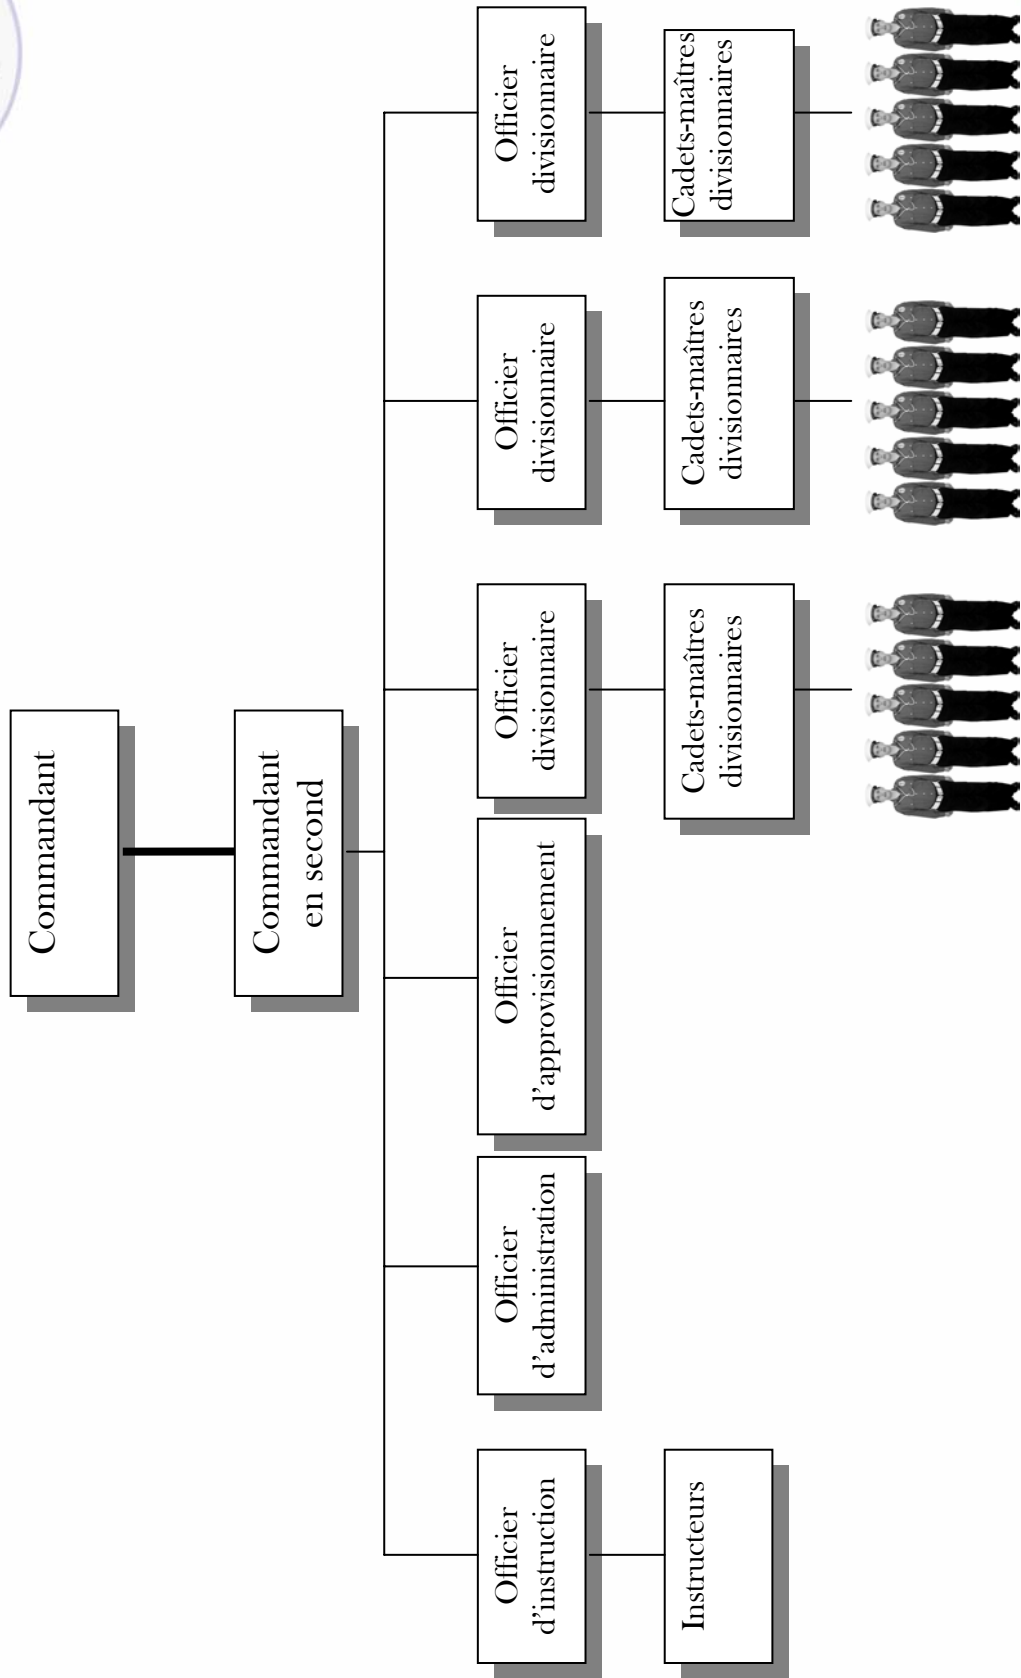 Commandant
Commandant
en second
Officier
d'instruction
Officier
d'administration
Officier
d'approvisionnement
Officier
divisionnaire
Officier
divisionnaire
Officier
divisionnaire
Instructeurs
Cadets-maîtres
divisionnaires
Cadets-maîtres
divisionnaires
Cadets-maîtres
divisionnaires